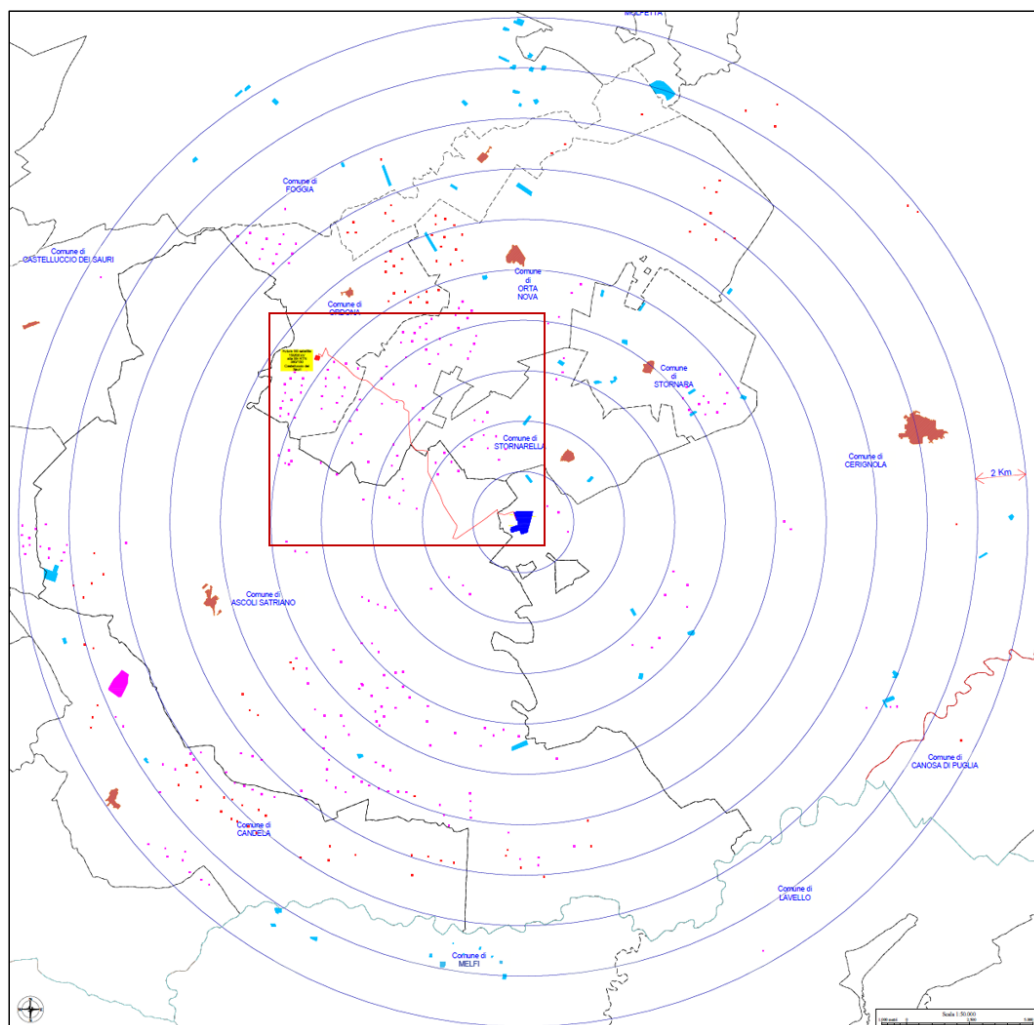 MOLFETTA
Comune di
FOGGIA
Comune di
CASTELLUCCIO DEI SAURI
Comune
di
ORTA
NOVA
Comune di
ORDONA
Comune
di
STORNARA
Comune di
STORNARELLA
Comune di
CERIGNOLA
2 Km
Comune di
ASCOLI SATRIANO
Comune di
CANOSA DI PUGLIA
Comune di
CANDELA
Comune di
LAVELLO
Comune di
MELFI
Scala 1:50.000